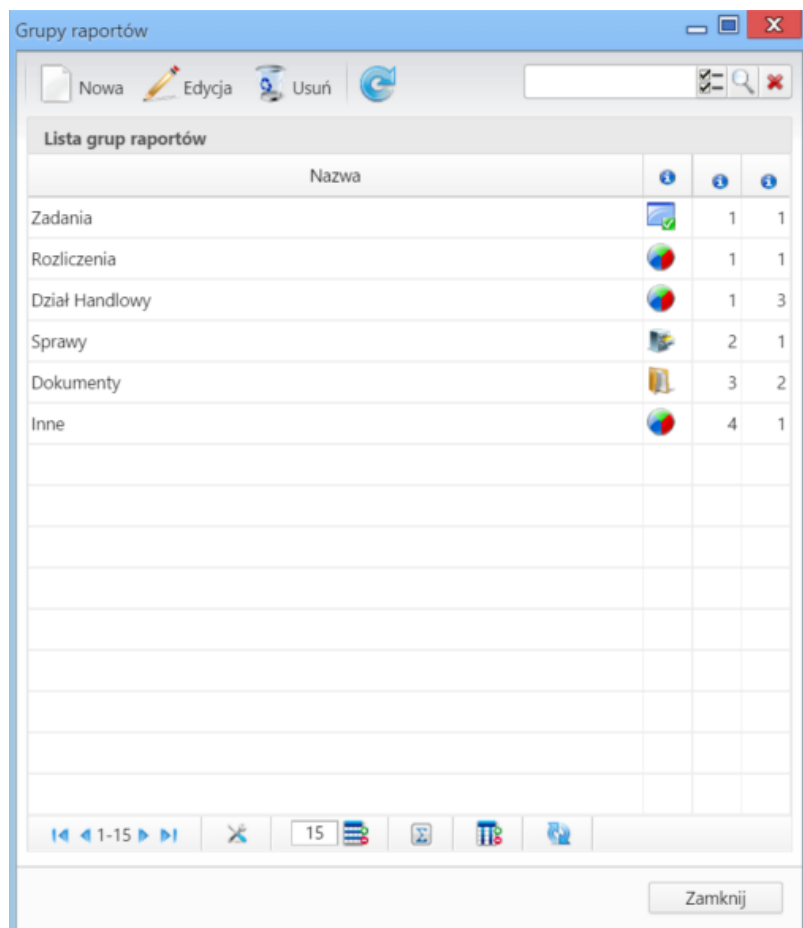 Grupy raportów
Nowa Edycja Usuń
Lista grup raportów
Nazwa
Zadania 1 1
Rozliczenia 1 1
Dział Handlowy 1 3
Sprawy 2 1
Dokumenty 3 2
Inne 4 1
1-15 15
Zamknij